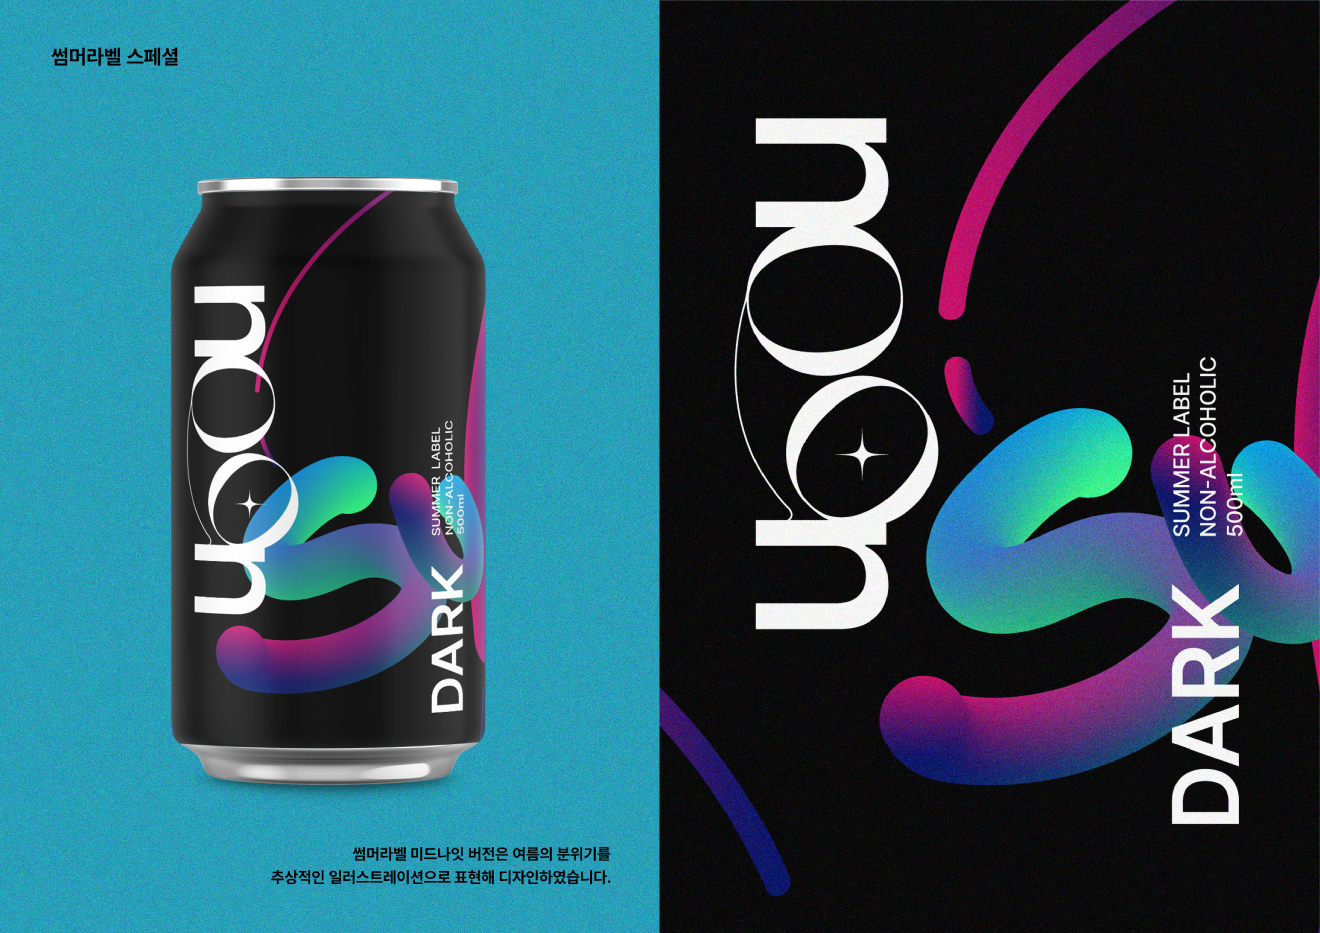 썸머라벨 스페셜
noon
SUMMER LABEL
NON-ALCOHOLIC
500ml
DARK
썸머라벨 미드나잇 버전은 여름의 분위기를
추상적인 일러스트레이션으로 표현해 디자인하였습니다.
noon
SUMMER LABEL
NON-ALCOHOLIC
500ml
DARK